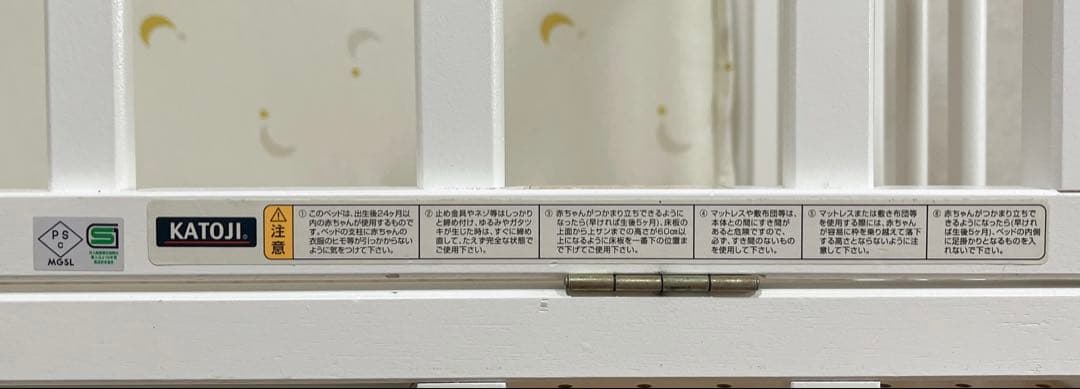 PS
C
MGSL
S
KATOJI
注意
①このベッドは、出生後24ヶ月以
内の赤ちゃんが使用するもので
す。ベッドの支柱に赤ちゃんの
衣服のヒモ等が引っかからない
ように気をつけて下さい。
②止め金具やネジ等はしっかり
と締め付け、ゆるみやガタツ
キが生じた時は、すぐに締め
直して、たえず完全な状態で
ご使用下さい。
③赤ちゃんがつかまり立ちできるように
なったら(早ければ生後5ヶ月)、床板の
上面から上サンまでの高さが60cm以
上になるように床板を一番下の位置ま
で下げてご使用下さい。
④マットレスや敷布団等は、
本体との間にすき間が
あると危険ですので、
必ず、すき間のないもの
を使用して下さい。
⑤マットレスまたは敷き布団等
を使用する際には、赤ちゃん
が容易に枠を乗り越えて落下
する高さとならないように注
意して下さい。
⑥赤ちゃんがつかまり立ちで
きるようになったら(早けれ
ば生後5ヶ月)、ベッドの内側
に足掛かりとなるものを入
れないで下さい。